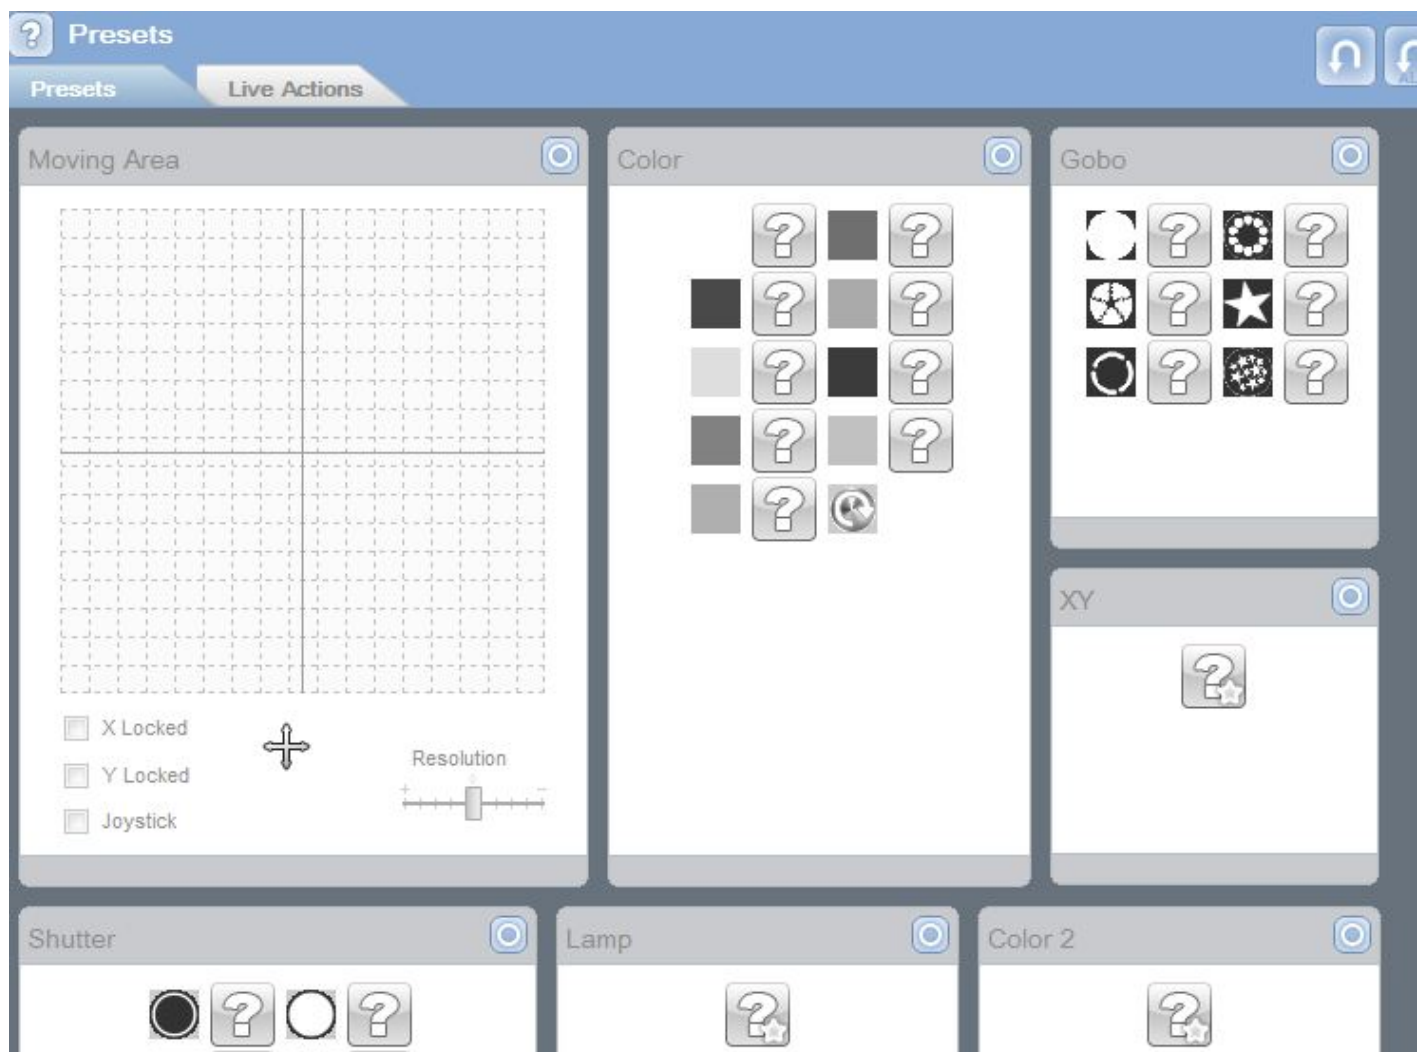 Presets
Presets
Live Actions
Moving Area
Color
Gobo
X Locked
Y Locked
Joystick
Resolution
XY
Shutter
Lamp
Color 2